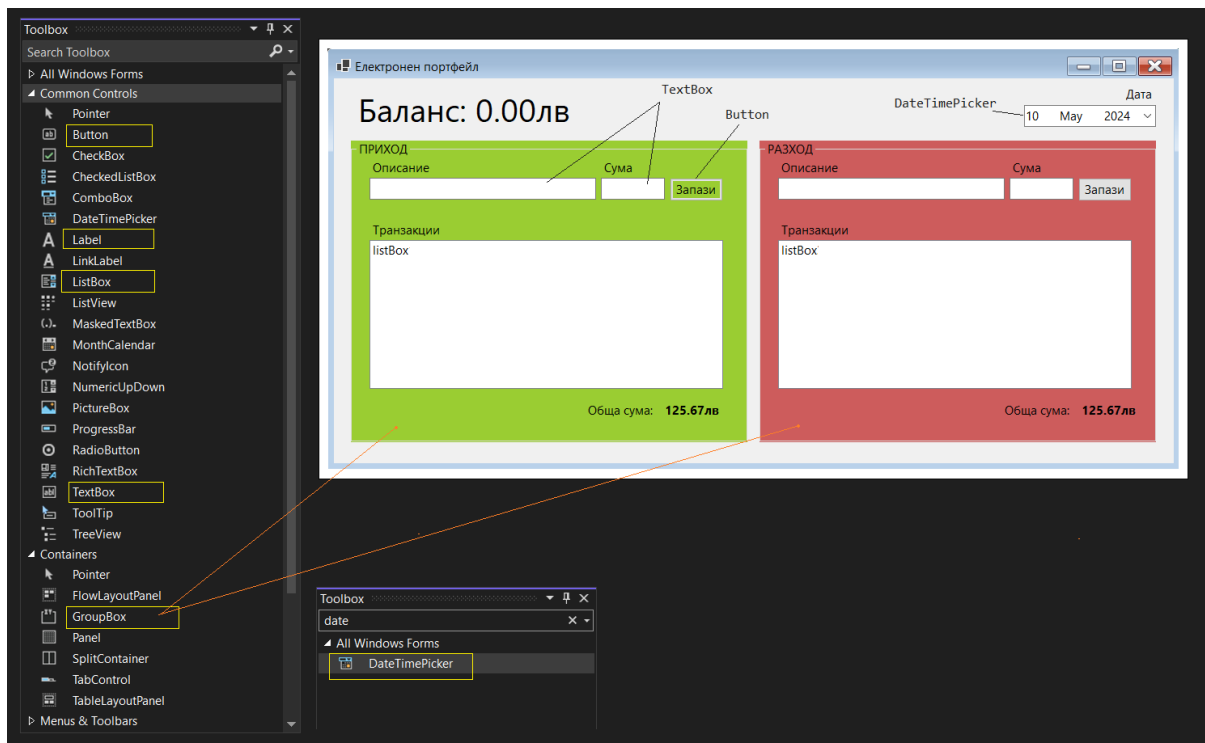 Toolbox
Search Toolbox
All Windows Forms
Common Controls
Pointer
Button
CheckBox
CheckedListBox
ComboBox
DateTimePicker
Label
LinkLabel
ListBox
ListView
MaskedTextBox
MonthCalendar
NotifyIcon
NumericUpDown
PictureBox
ProgressBar
RadioButton
RichTextBox
TextBox
ToolTip
TreeView
Containers
Pointer
FlowLayoutPanel
GroupBox
Panel
SplitContainer
TabControl
TableLayoutPanel
Menus & Toolbars
Електронен портфейл
Баланс: 0.00лв
TextBox
Button
DateTimePicker
Дата
10 May 2024
ПРИХОД
Описание Сума
Запази
Транзакции
listBox
Обща сума: 125.67лв
РАЗХОД
Описание Сума
Запази
Транзакции
listBox
Обща сума: 125.67лв
Toolbox
date
All Windows Forms
DateTimePicker